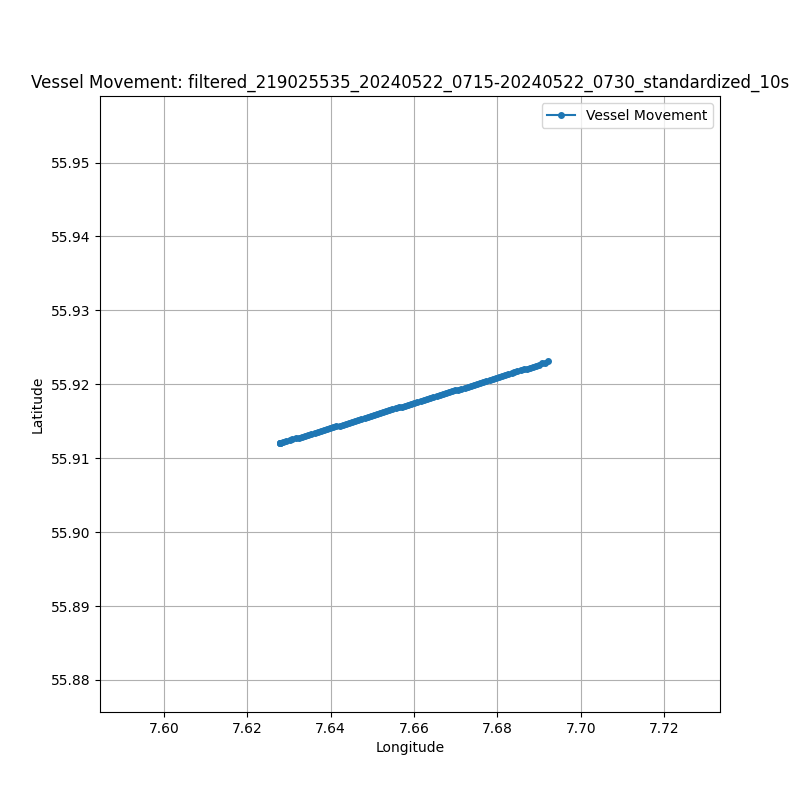 Vessel Movement: filtered_219025535_20240522_0715-20240522_0730_standardized_10s
Vessel Movement
55.95
55.94
55.93
55.92
55.91
55.90
55.89
55.88
Latitude
7.60 7.62 7.64 7.66 7.68 7.70 7.72
Longitude